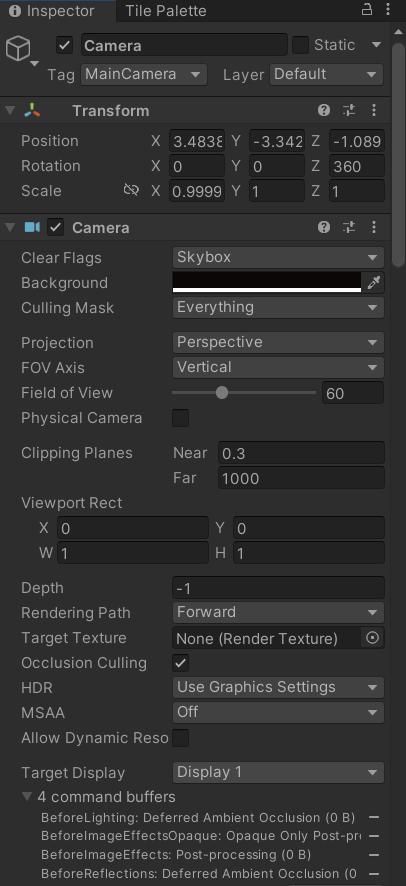 Inspector Tile Palette
Camera Static
Tag MainCamera Layer Default
Transform
Position X 3.4838 Y -3.342 Z -1.089
Rotation X 0 Y 0 Z 360
Scale X 0.9999 Y 1 Z 1
Camera
Clear Flags Skybox
Background
Culling Mask Everything
Projection Perspective
FOV Axis Vertical
Field of View 60
Physical Camera
Clipping Planes Near 0.3
Far 1000
Viewport Rect
X 0 Y 0
W 1 H 1
Depth -1
Rendering Path Forward
Target Texture None (Render Texture)
Occlusion Culling
HDR Use Graphics Settings
MSAA Off
Allow Dynamic Reso
Target Display Display 1
4 command buffers
BeforeLighting: Deferred Ambient Occlusion (0 B)
BeforeImageEffectsOpaque: Opaque Only Post-pr
BeforeImageEffects: Post-processing (0 B)
BeforeReflections: Deferred Ambient Occlusion (0